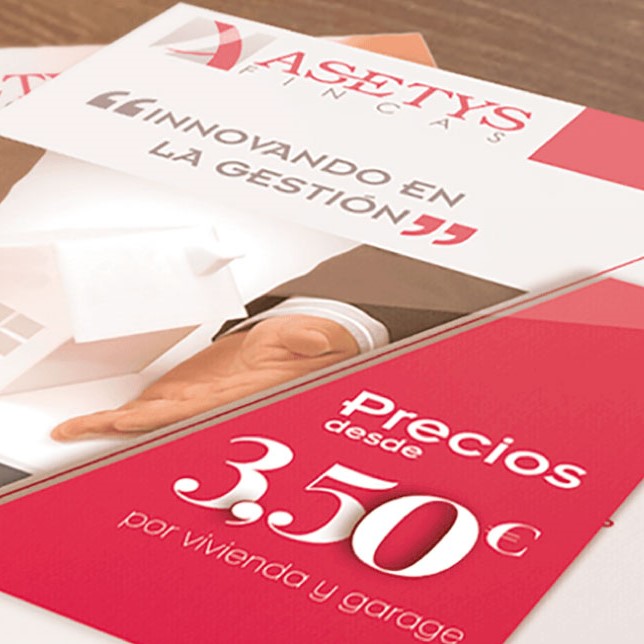 ASETYS
FINCAS
“INNOVANDO EN
LA GESTIÓN”
Precios
desde
3,50€
por vivienda y garage